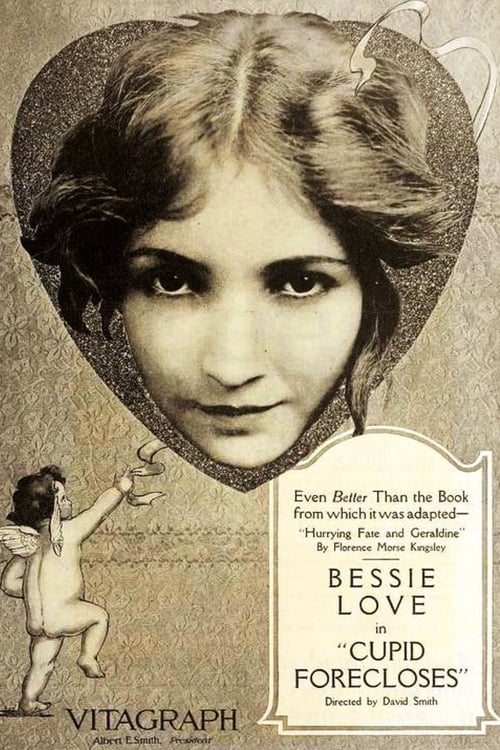 Even Better Than the Book
from which it was adapted—
"Hurrying Fate and Geraldine"
By Florence Morse Kingsley
BESSIE
LOVE
in
"CUPID
FORECLOSES"
Directed by David Smith
VITAGRAPH
Albert E. Smith, President